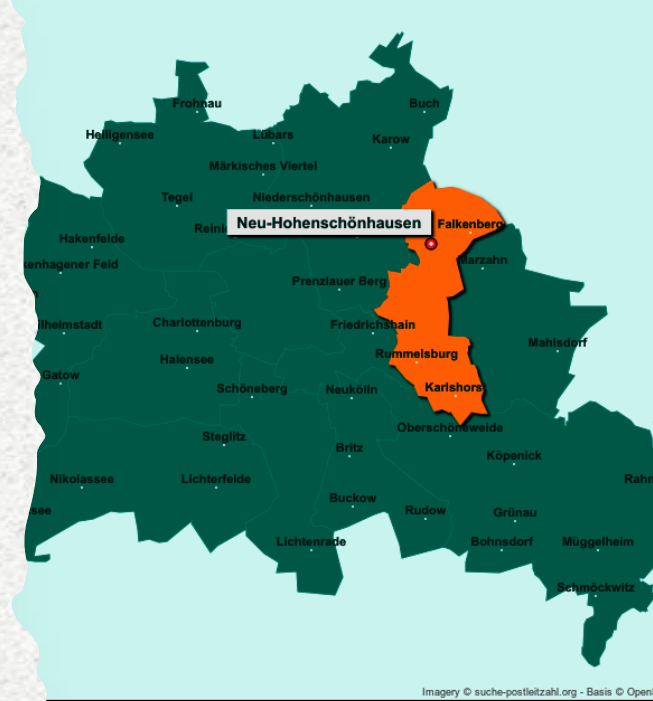 Frohnau
Buch
Heiligensee
Lübars
Karow
Märkisches Viertel
Tegel
Niederschönhausen
Neu-Hohenschönhausen
Falkenberg
Hakenfelde
Marzahn
Prenzlauer Berg
Charlottenburg
Friedrichshain
Mahlsdorf
Halensee
Rummelsburg
Gatow
Schöneberg
Neukölln
Karlshors
Oberschöneweide
Steglitz
Britz
Köpenick
Nikolassee
Lichterfelde
Buckow
Rudow
Grünau
Lichtenrade
Bohnsdorf
Müggelheim
Schmöckwitz
Imagery © suche-postleitzahl.org - Basis © Open